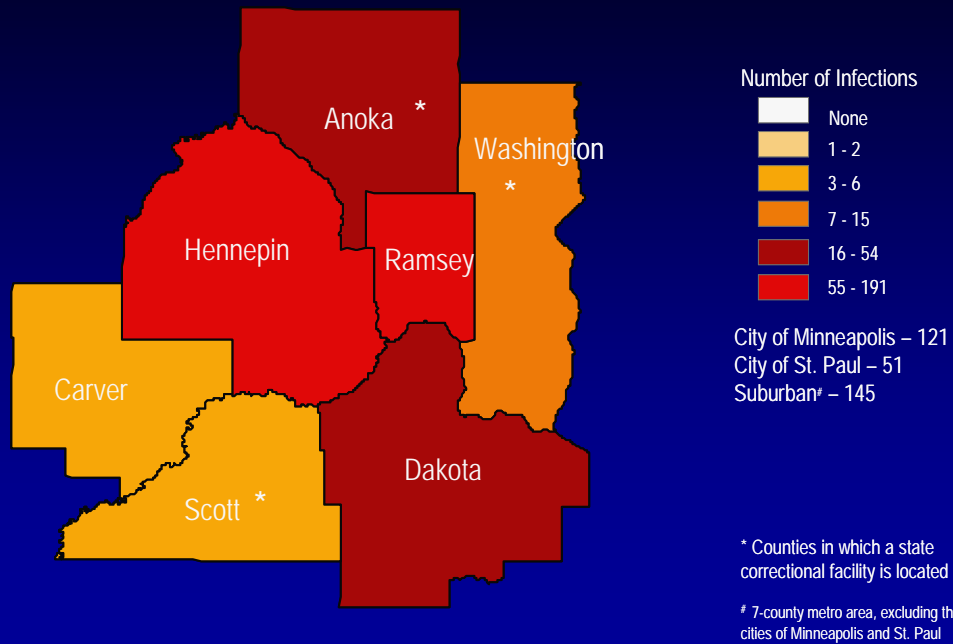 Anoka *
Washington
*
Hennepin
Ramsey
Carver
Dakota
Scott *
Number of Infections
None
1 - 2
3 - 6
7 - 15
16 - 54
55 - 191
City of Minneapolis – 121
City of St. Paul – 51
Suburban# – 145
* Counties in which a state
correctional facility is located
# 7-county metro area, excluding th
cities of Minneapolis and St. Paul